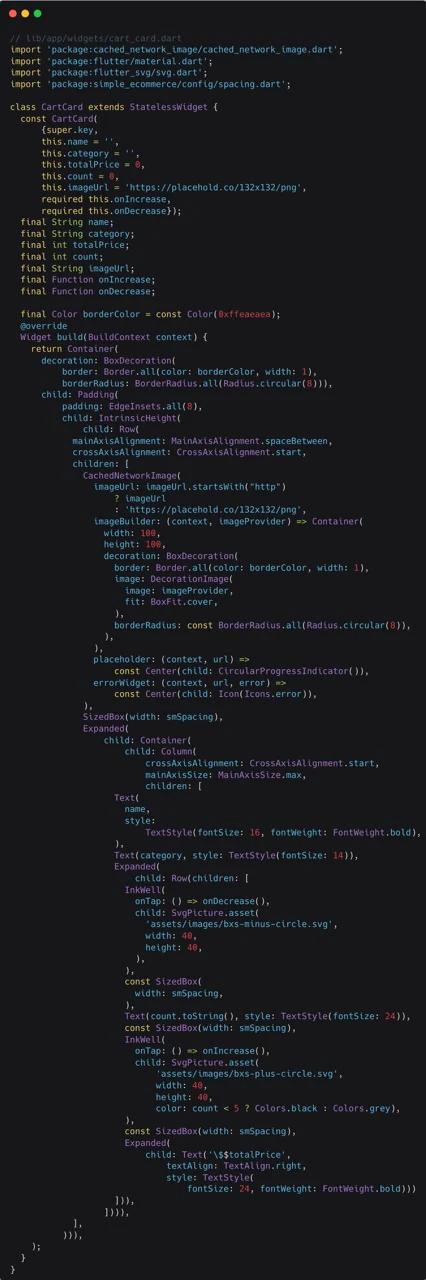 // lib/app/widgets/cart_card.dart
import 'package:cached_network_image/cached_network_image.dart';
import 'package:flutter/material.dart';
import 'package:flutter_svg/svg.dart';
import 'package:simple_ecommerce/config/spacing.dart';

class CartCard extends StatelessWidget {
  const CartCard(
      {super.key,
      this.name = '',
      this.category = '',
      this.totalPrice = 0,
      this.count = 0,
      this.imageUrl = 'https://placehold.co/132x132/png',
      required this.onIncrease,
      required this.onDecrease});
  final String name;
  final String category;
  final int totalPrice;
  final int count;
  final String imageUrl;
  final Function onIncrease;
  final Function onDecrease;

  final Color borderColor = const Color(0xffeaeaea);
  @override
  Widget build(BuildContext context) {
    return Container(
      decoration: BoxDecoration(
          border: Border.all(color: borderColor, width: 1),
          borderRadius: BorderRadius.all(Radius.circular(8))),
      child: Padding(
          padding: EdgeInsets.all(8),
          child: IntrinsicHeight(
              child: Row(
            mainAxisAlignment: MainAxisAlignment.spaceBetween,
            crossAxisAlignment: CrossAxisAlignment.start,
            children: [
              CachedNetworkImage(
                imageUrl: imageUrl.startsWith("http")
                    ? imageUrl
                    : 'https://placehold.co/132x132/png',
                imageBuilder: (context, imageProvider) => Container(
                  width: 100,
                  height: 100,
                  decoration: BoxDecoration(
                    border: Border.all(color: borderColor, width: 1),
                    image: DecorationImage(
                      image: imageProvider,
                      fit: BoxFit.cover,
                    ),
                    borderRadius: const BorderRadius.all(Radius.circular(8)),
                  ),
                ),
                placeholder: (context, url) =>
                    const Center(child: CircularProgressIndicator()),
                errorWidget: (context, url, error) =>
                    const Center(child: Icon(Icons.error)),
              ),
              SizedBox(width: smSpacing),
              Expanded(
                  child: Container(
                      child: Column(
                          crossAxisAlignment: CrossAxisAlignment.start,
                          mainAxisSize: MainAxisSize.max,
                          children: [
                    Text(
                      name,
                      style:
                          TextStyle(fontSize: 16, fontWeight: FontWeight.bold),
                    ),
                    Text(category, style: TextStyle(fontSize: 14)),
                    Expanded(
                        child: Row(children: [
                      InkWell(
                        onTap: () => onDecrease(),
                        child: SvgPicture.asset(
                          'assets/images/bxs-minus-circle.svg',
                          width: 40,
                          height: 40,
                        ),
                      ),
                      const SizedBox(
                        width: smSpacing,
                      ),
                      Text(count.toString(), style: TextStyle(fontSize: 24)),
                      const SizedBox(width: smSpacing),
                      InkWell(
                        onTap: () => onIncrease(),
                        child: SvgPicture.asset(
                            'assets/images/bxs-plus-circle.svg',
                            width: 40,
                            height: 40,
                            color: count < 5 ? Colors.black : Colors.grey),
                      ),
                      const SizedBox(width: smSpacing),
                      Expanded(
                          child: Text('\$$totalPrice',
                              textAlign: TextAlign.right,
                              style: TextStyle(
                                  fontSize: 24, fontWeight: FontWeight.bold)))
                    ])),
                  ]))),
            ],
          ))),
    );
  }
}